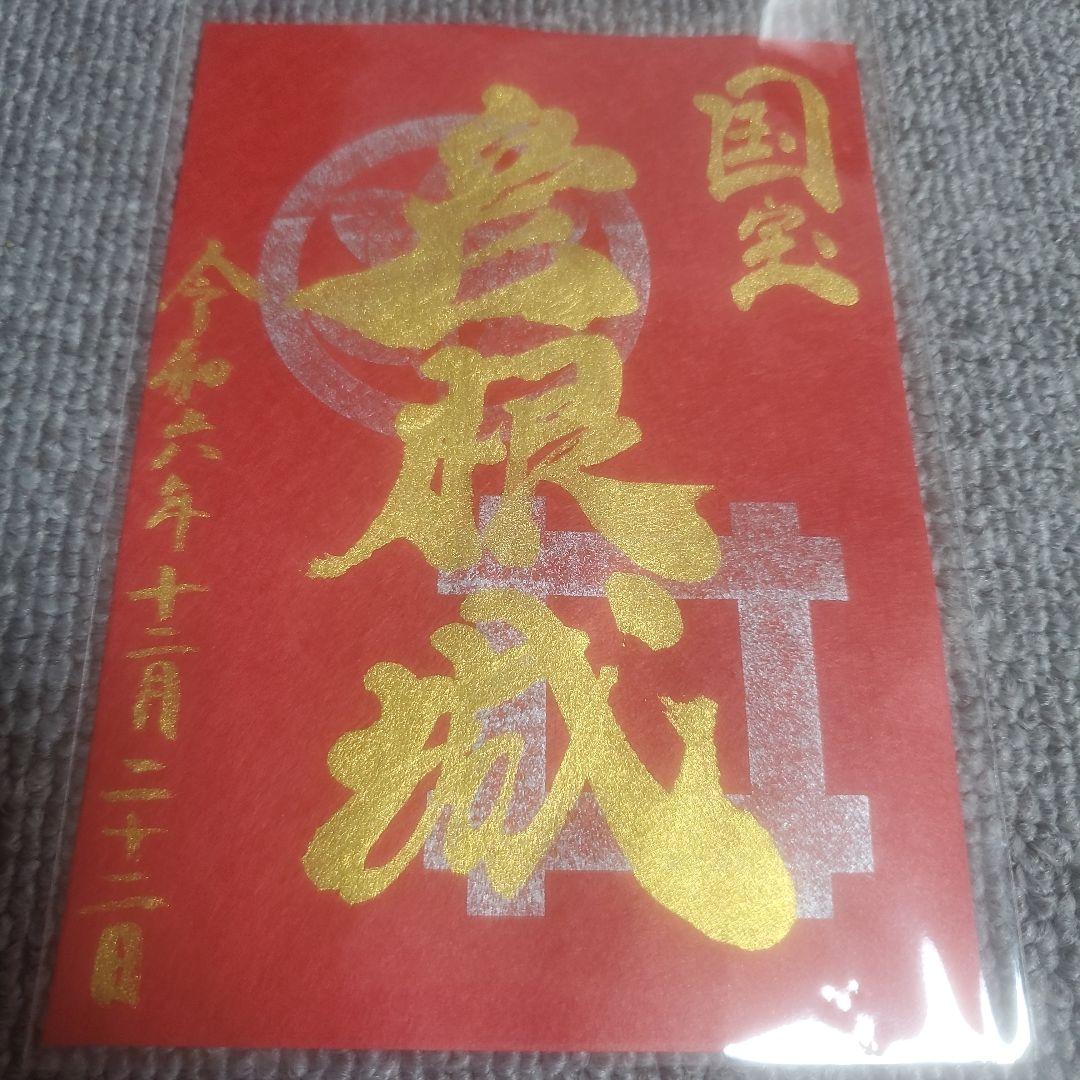 国宝
彦根城
令和六年十二月二十二日